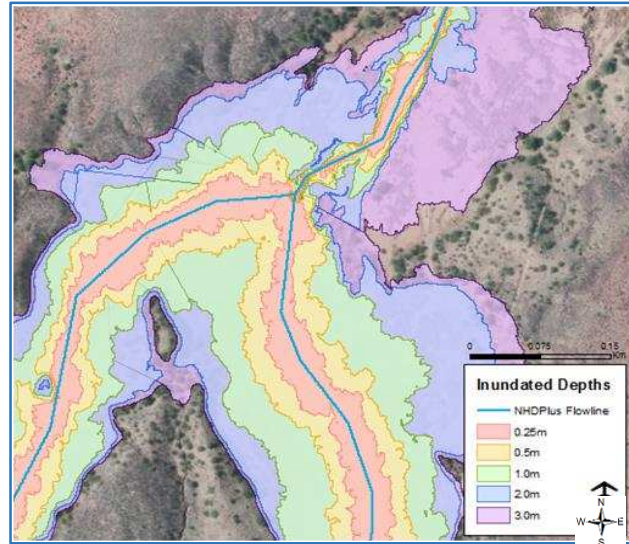 0 0.075 0.15
Km
Inundated Depths
NHDPlus Flowline
0.25m
0.5m
1.0m
2.0m
3.0m
N
W E
S